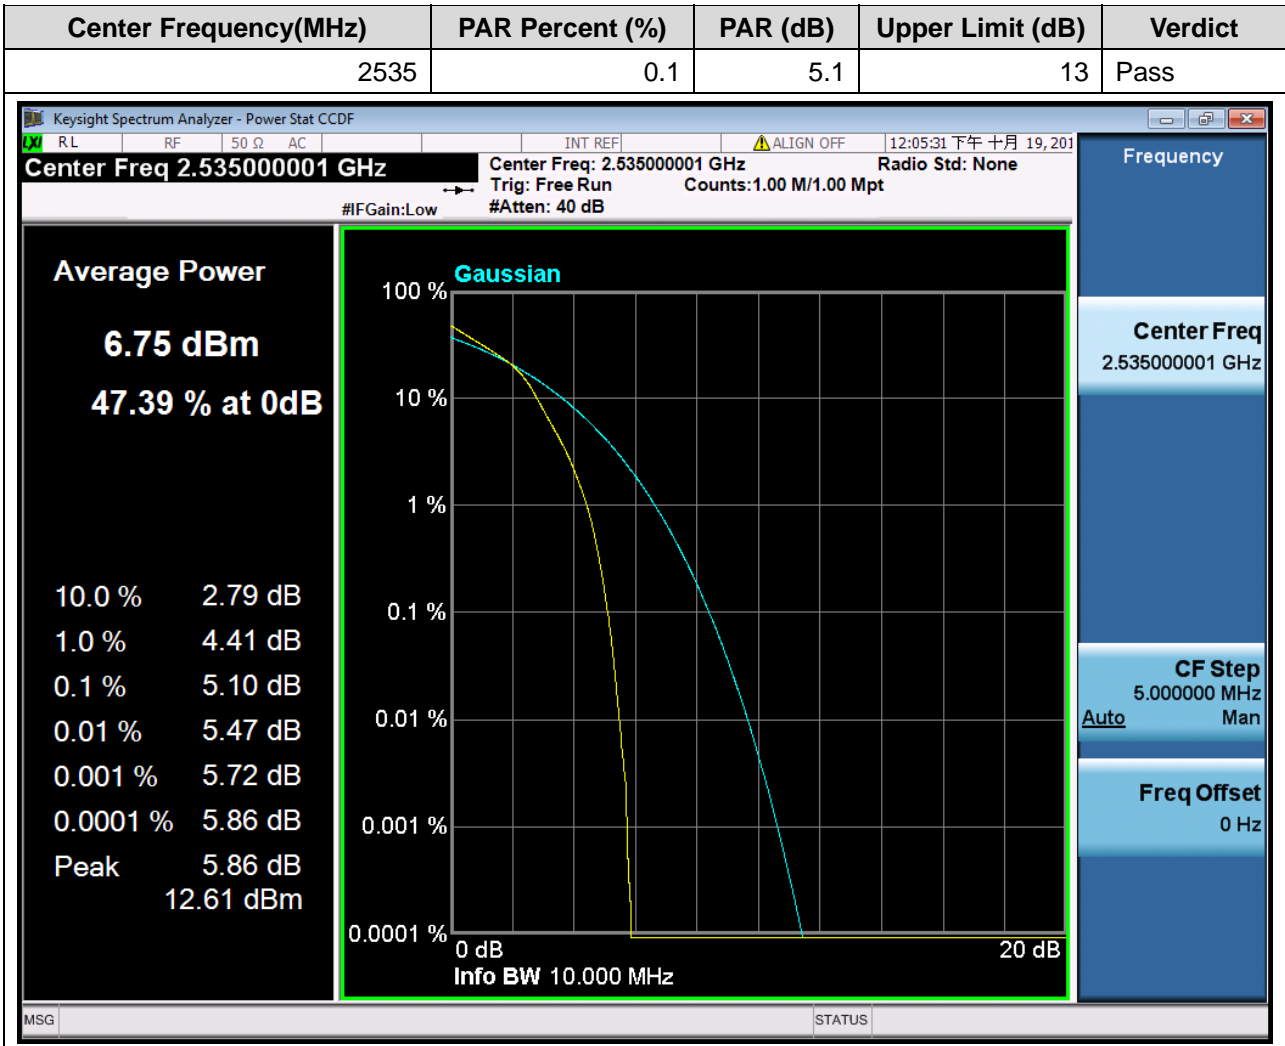 Center Frequency(MHz) PAR Percent (%) PAR (dB) Upper Limit (dB) Verdict
2535 0.1 5.1 13 Pass
Keysight Spectrum Analyzer - Power Stat CCDF
LXI RL RF 50 Ω AC INT REF ALIGN OFF 12:05:31 下午 十月 19, 201
Center Freq 2.535000001 GHz
Center Freq: 2.535000001 GHz Radio Std: None
Trig: Free Run Counts:1.00 M/1.00 Mpt
#IFGain:Low #Atten: 40 dB
Frequency
Average Power
6.75 dBm
47.39 % at 0dB
10.0 % 2.79 dB
1.0 % 4.41 dB
0.1 % 5.10 dB
0.01 % 5.47 dB
0.001 % 5.72 dB
0.0001 % 5.86 dB
Peak 5.86 dB
12.61 dBm
Gaussian
100 %
10 %
1 %
0.1 %
0.01 %
0.001 %
0.0001 %
0 dB 20 dB
Info BW 10.000 MHz
Center Freq
2.535000001 GHz
CF Step
5.000000 MHz
Auto Man
Freq Offset
0 Hz
MSG STATUS